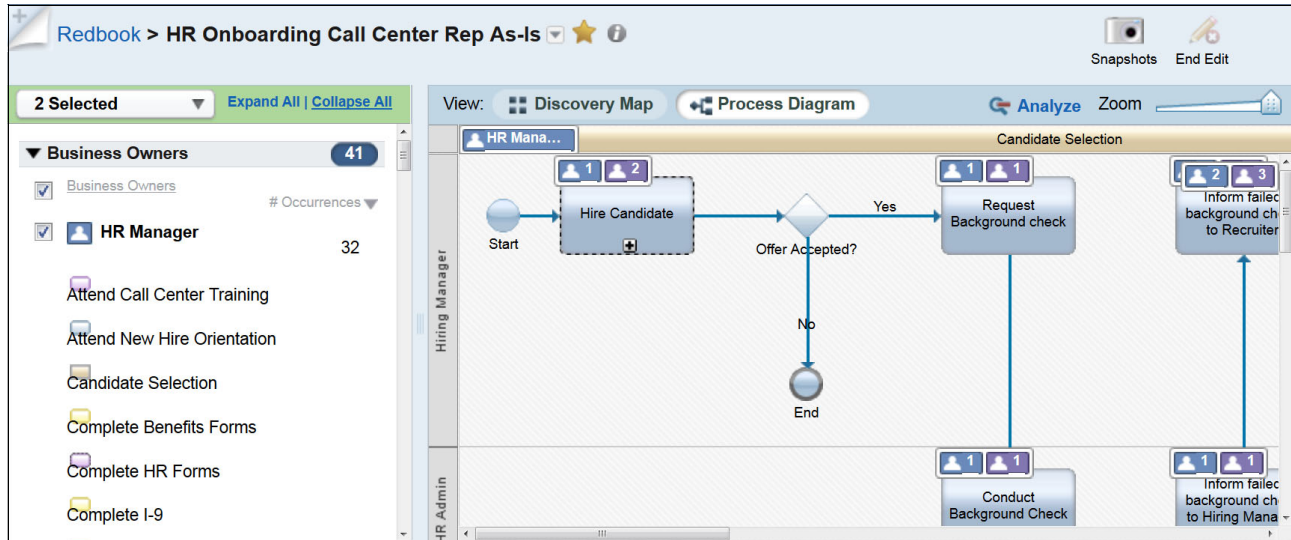 Redbook > HR Onboarding Call Center Rep As-Is
Snapshots
End Edit
2 Selected
Expand All | Collapse All
View:
Discovery Map
Process Diagram
Analyze
Zoom
HR Mana...
Candidate Selection
Business Owners
41
Business Owners
# Occurrences
HR Manager
32
Attend Call Center Training
Attend New Hire Orientation
Candidate Selection
Complete Benefits Forms
Complete HR Forms
Complete I-9
Hiring Manager
1 2
Hire Candidate
Start
Offer Accepted?
Yes
No
End
1 1
Request
Background check
2 3
Inform failed
background ch
to Recruiter
HR Admin
1 1
Conduct
Background Check
1 1
Inform failed
background ch
to Hiring Mana